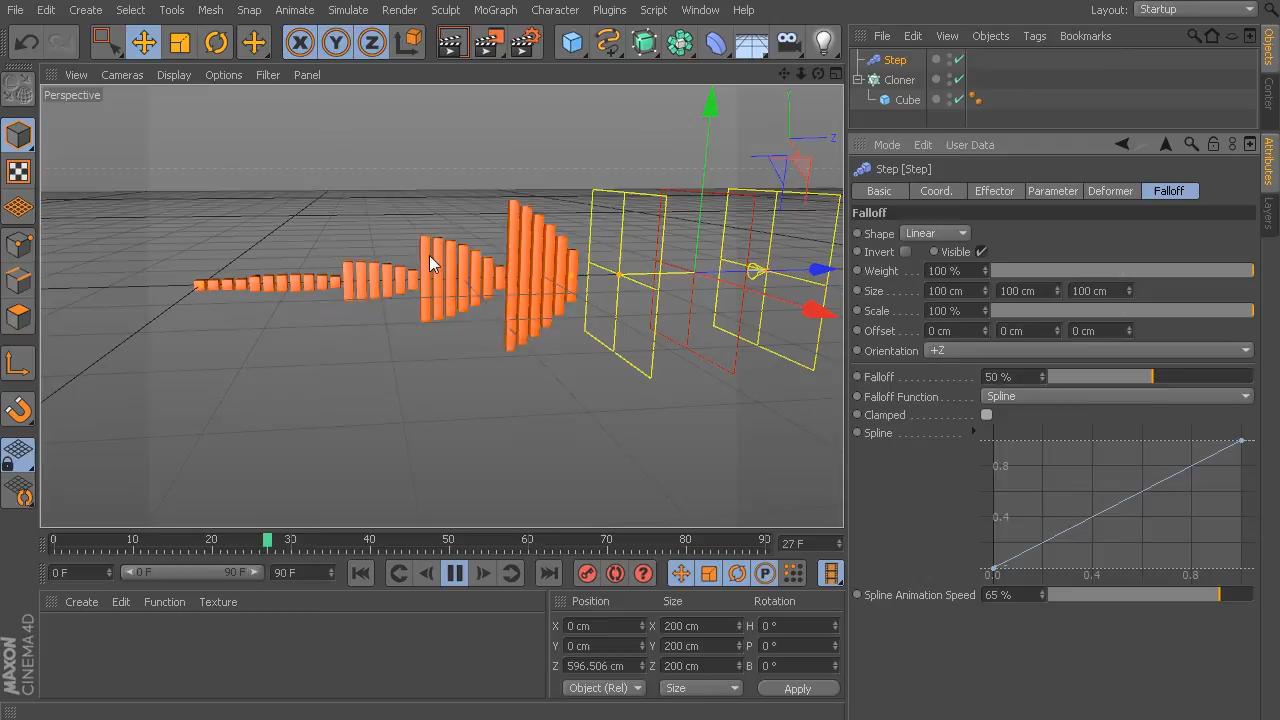 File Edit Create Select Tools Mesh Snap Animate Simulate Render Sculpt MoGraph Character Plugins Script Window Help
Layout: Startup
X Y Z
View Cameras Display Options Filter Panel
Perspective
Y
Z
File Edit View Objects Tags Bookmarks
Step
Cloner
Cube
Objects
Conter
Mode Edit User Data
Step [Step]
Basic Coord. Effector Parameter Deformer Falloff
Attributes
Layers
Falloff
Shape Linear
Invert Visible
Weight 100 %
Size 100 cm 100 cm 100 cm
Scale 100 %
Offset 0 cm 0 cm 0 cm
Orientation +Z
Falloff 50 %
Falloff Function Spline
Clamped
Spline
0.8
0.4
0.0 0.4 0.8
Spline Animation Speed 65 %
0 10 20 30 40 50 60 70 80 90 27 F
0 F 0 F 90 F 90 F
P
Create Edit Function Texture
Position Size Rotation
X 0 cm X 200 cm H 0 °
Y 0 cm Y 200 cm P 0 °
Z 596.506 cm Z 200 cm B 0 °
Object (Rel) Size Apply
MAXON
CINEMA 4D